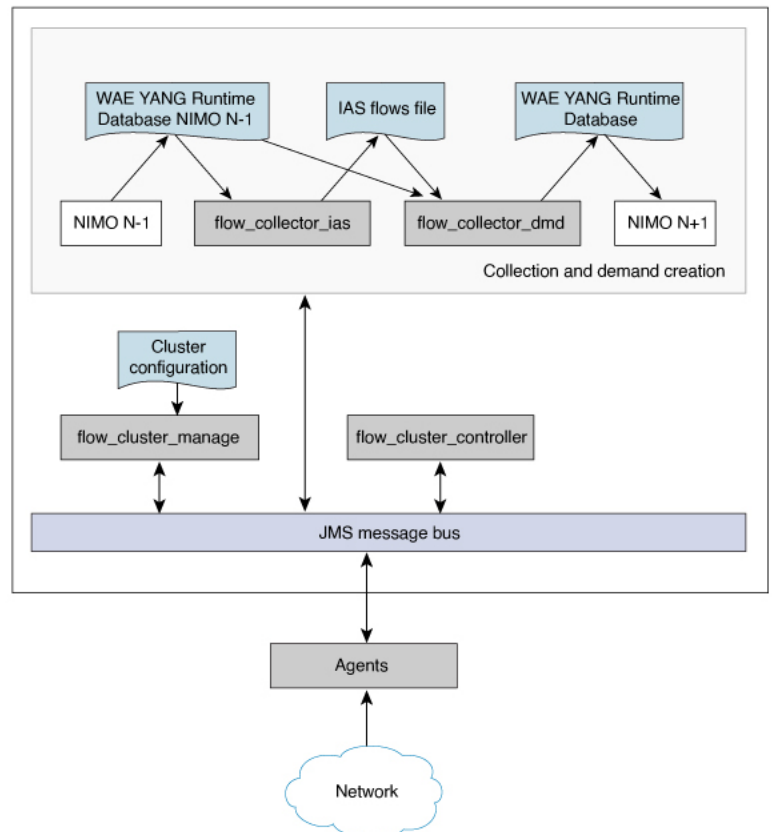 WAE YANG Runtime
Database NIMO N-1
IAS flows file
WAE YANG Runtime
Database
NIMO N-1
flow_collector_ias
flow_collector_dmd
NIMO N+1
Collection and demand creation
Cluster
configuration
flow_cluster_manage
flow_cluster_controller
JMS message bus
Agents
Network